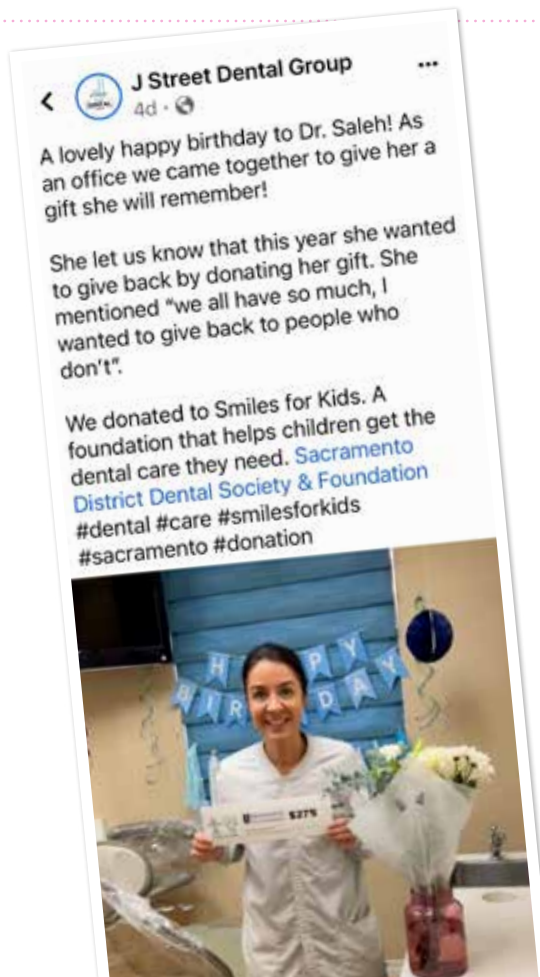 J Street Dental Group
4d
A lovely happy birthday to Dr. Saleh! As
an office we came together to give her a
gift she will remember!
She let us know that this year she wanted
to give back by donating her gift. She
mentioned “we all have so much, I
wanted to give back to people who
don't”.
We donated to Smiles for Kids. A
foundation that helps children get the
dental care they need. Sacramento
District Dental Society & Foundation
#dental #care #smilesforkids
#sacramento #donation
H PY
BIR DAY
$275